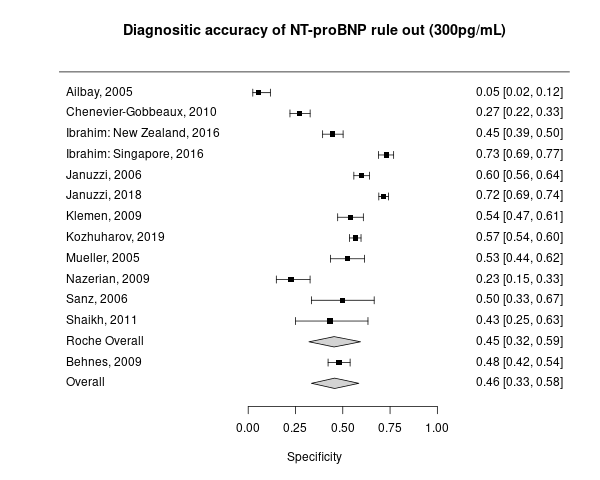 Diagnositic accuracy of NT-proBNP rule out (300pg/mL)
Ailbay, 2005 0.05 [0.02, 0.12]
Chenevier-Gobbeaux, 2010 0.27 [0.22, 0.33]
Ibrahim: New Zealand, 2016 0.45 [0.39, 0.50]
Ibrahim: Singapore, 2016 0.73 [0.69, 0.77]
Januzzi, 2006 0.60 [0.56, 0.64]
Januzzi, 2018 0.72 [0.69, 0.74]
Klemen, 2009 0.54 [0.47, 0.61]
Kozhuharov, 2019 0.57 [0.54, 0.60]
Mueller, 2005 0.53 [0.44, 0.62]
Nazerian, 2009 0.23 [0.15, 0.33]
Sanz, 2006 0.50 [0.33, 0.67]
Shaikh, 2011 0.43 [0.25, 0.63]
Roche Overall 0.45 [0.32, 0.59]
Behnes, 2009 0.48 [0.42, 0.54]
Overall 0.46 [0.33, 0.58]
0.00 0.25 0.50 0.75 1.00
Specificity